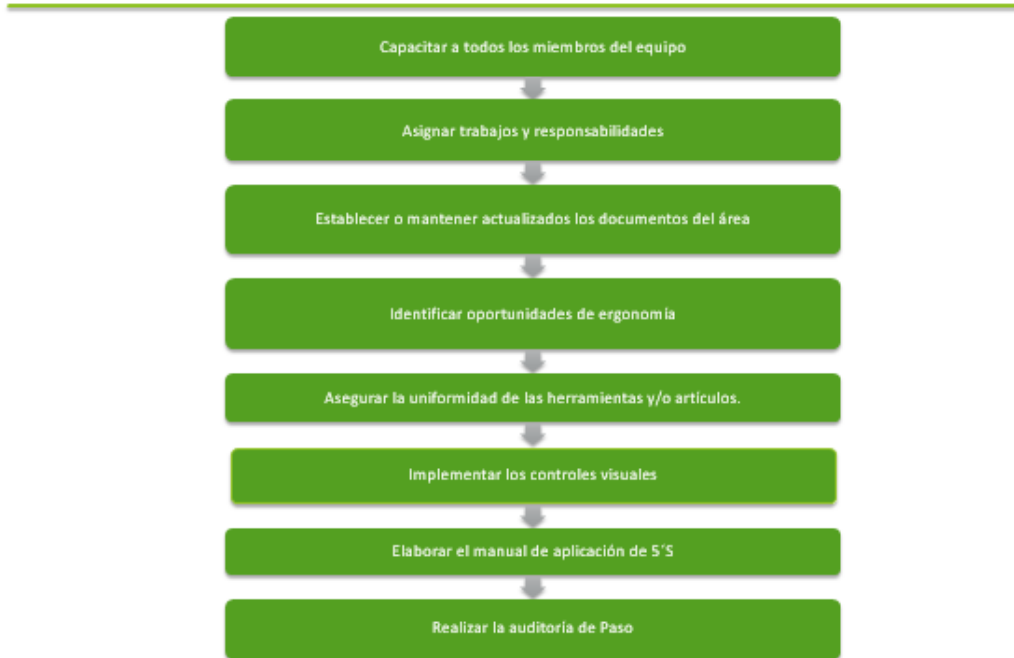 Capacitar a todos los miembros del equipo
Asignar trabajos y responsabilidades
Establecer o mantener actualizados los documentos del área
Identificar oportunidades de ergonomía
Asegurar la uniformidad de las herramientas y/o artículos.
Implementar los controles visuales
Elaborar el manual de aplicación de 5´S
Realizar la auditoria de Paso